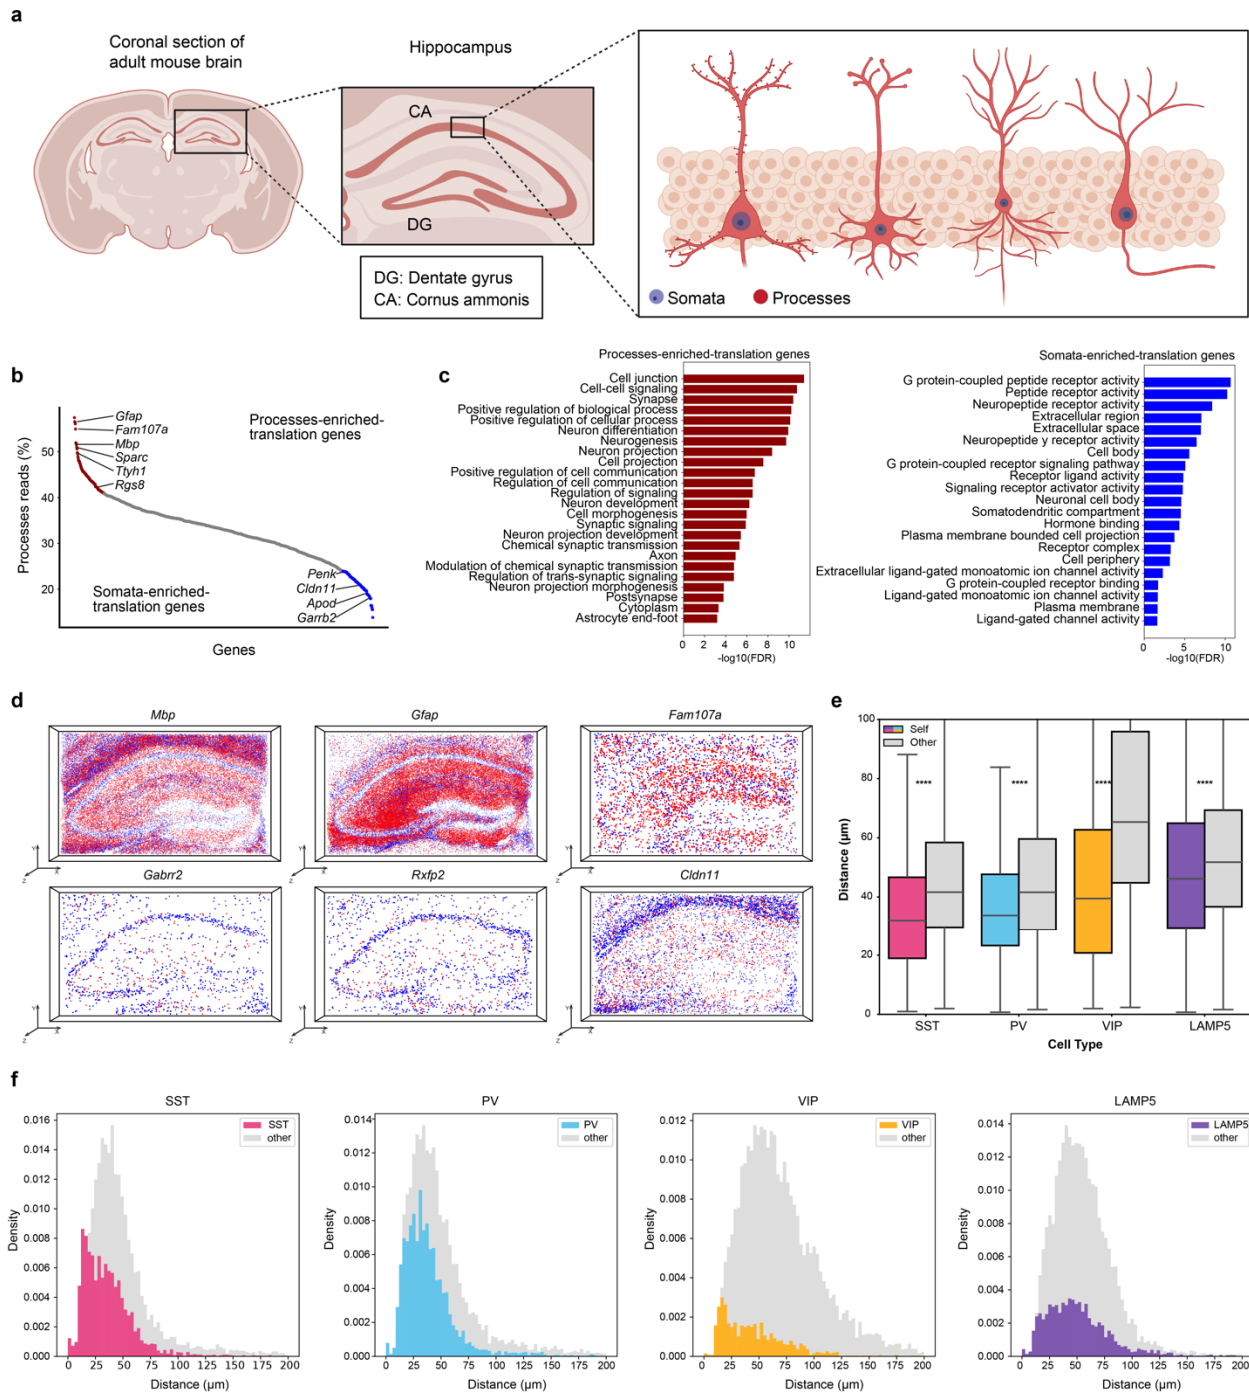 a
Coronal section of
adult mouse brain
Hippocampus
CA
DG
DG: Dentate gyrus
CA: Cornus ammonis
Somata
Processes
b
Processes reads (%)
50
40
30
20
Gfap
Fam107a
Mbp
Sparc
Ttyh1
Rgs8
Processes-enriched-
translation genes
Somata-enriched-
translation genes
Penk
Cldn11
Apod
Garrb2
Genes
c
Processes-enriched-translation genes
Cell junction
Cell-cell signaling
Synapse
Positive regulation of biological process
Positive regulation of cellular process
Neuron differentiation
Neurogenesis
Neuron projection
Cell projection
Positive regulation of cell communication
Regulation of cell communication
Regulation of signaling
Neuron development
Cell morphogenesis
Synaptic signaling
Neuron projection development
Chemical synaptic transmission
Axon
Modulation of chemical synaptic transmission
Regulation of trans-synaptic signaling
Neuron projection morphogenesis
Postsynapse
Cytoplasm
Astrocyte end-foot
0 2 4 6 8 10
-log10(FDR)
Somata-enriched-translation genes
G protein-coupled peptide receptor activity
Peptide receptor activity
Neuropeptide receptor activity
Extracellular region
Extracellular space
Neuropeptide y receptor activity
Cell body
G protein-coupled receptor signaling pathway
Receptor ligand activity
Signaling receptor activator activity
Neuronal cell body
Somatodendritic compartment
Hormone binding
Plasma membrane bounded cell projection
Receptor complex
Cell periphery
Extracellular ligand-gated monoatomic ion channel activity
G protein-coupled receptor binding
Ligand-gated monoatomic ion channel activity
Plasma membrane
Ligand-gated channel activity
0 5 10
-log10(FDR)
d
Mbp
Gfap
Fam107a
Y
Z
X
Y
Z
X
Y
Z
X
Gabrr2
Rxfp2
Cldn11
Y
Z
X
Y
Z
X
Y
Z
X
e
Self
Other
Distance (μm)
100
80
60
40
20
0
****
****
****
****
SST PV VIP LAMP5
Cell Type
f
SST
SST
other
Density
0.016
0.014
0.012
0.010
0.008
0.006
0.004
0.002
0.000
0 25 50 75 100 125 150 175 200
Distance (μm)
PV
PV
other
Density
0.014
0.012
0.010
0.008
0.006
0.004
0.002
0.000
0 25 50 75 100 125 150 175 200
Distance (μm)
VIP
VIP
other
Density
0.012
0.010
0.008
0.006
0.004
0.002
0.000
0 25 50 75 100 125 150 175 200
Distance (μm)
LAMP5
LAMP5
other
Density
0.014
0.012
0.010
0.008
0.006
0.004
0.002
0.000
0 25 50 75 100 125 150 175 200
Distance (μm)